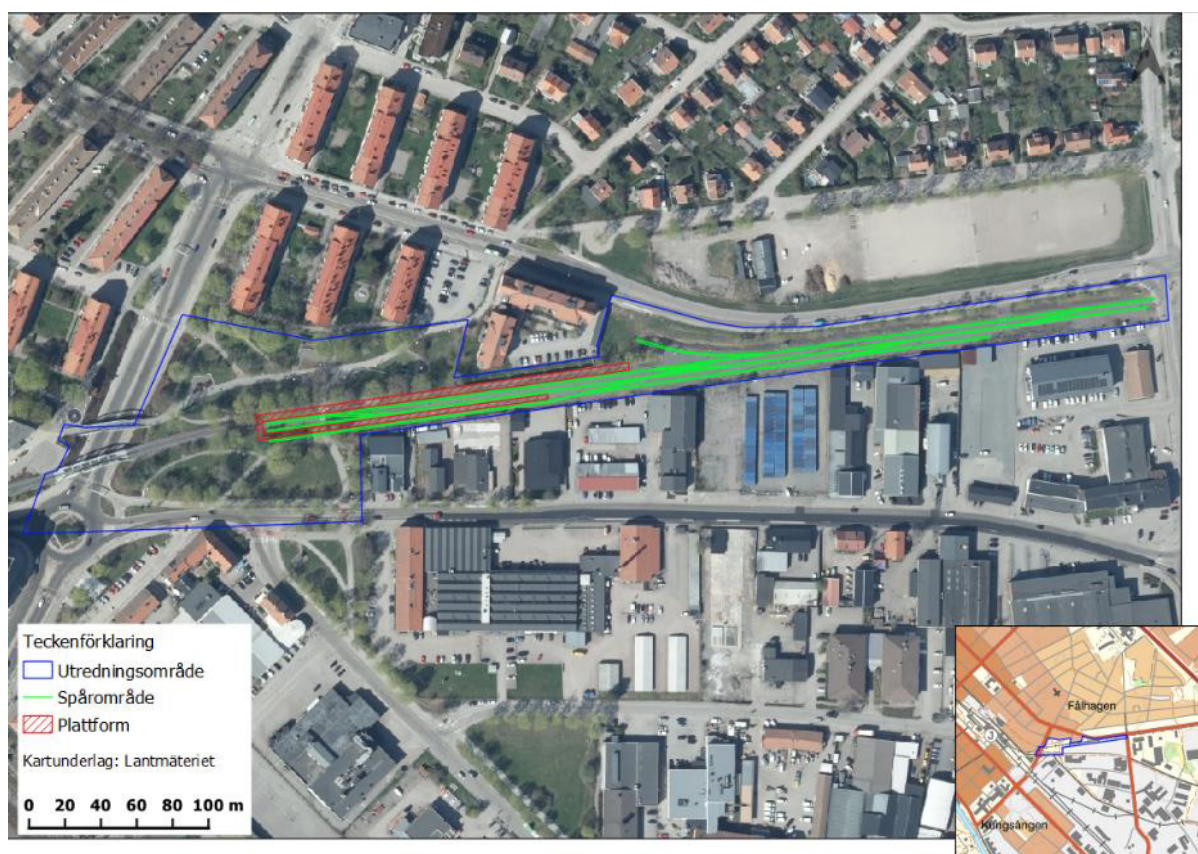 Teckenförklaring
Utredningsområde
Spårområde
Plattform
Kartunderlag: Lantmäteriet
0 20 40 60 80 100 m
Fålhagen
Kungsängen